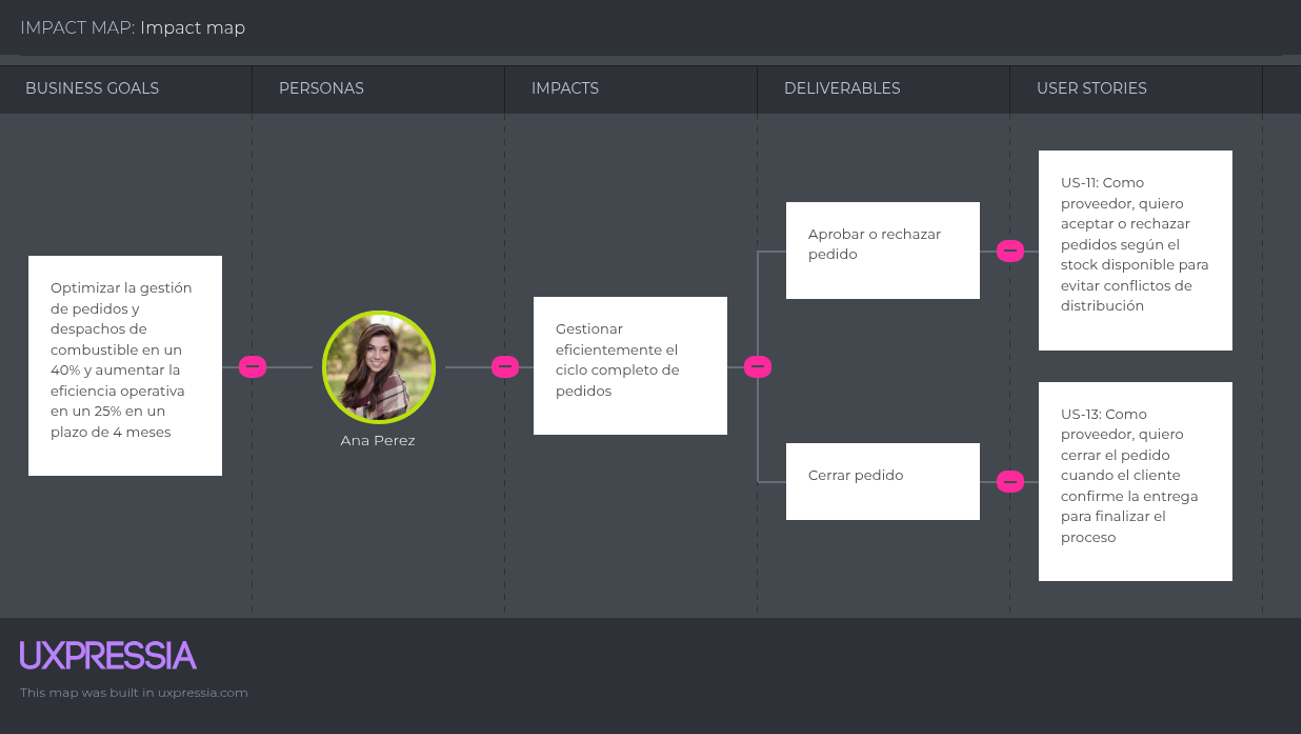 IMPACT MAP: Impact map
BUSINESS GOALS
PERSONAS
IMPACTS
DELIVERABLES
USER STORIES
Optimizar la gestión
de pedidos y
despachos de
combustible en un
40% y aumentar la
eficiencia operativa
en un 25% en un
plazo de 4 meses
Ana Perez
Gestionar
eficientemente el
ciclo completo de
pedidos
Aprobar o rechazar
pedido
US-11: Como
proveedor, quiero
aceptar o rechazar
pedidos según el
stock disponible para
evitar conflictos de
distribución
Cerrar pedido
US-13: Como
proveedor, quiero
cerrar el pedido
cuando el cliente
confirme la entrega
para finalizar el
proceso
UXPRESSIA
This map was built in uxpressia.com